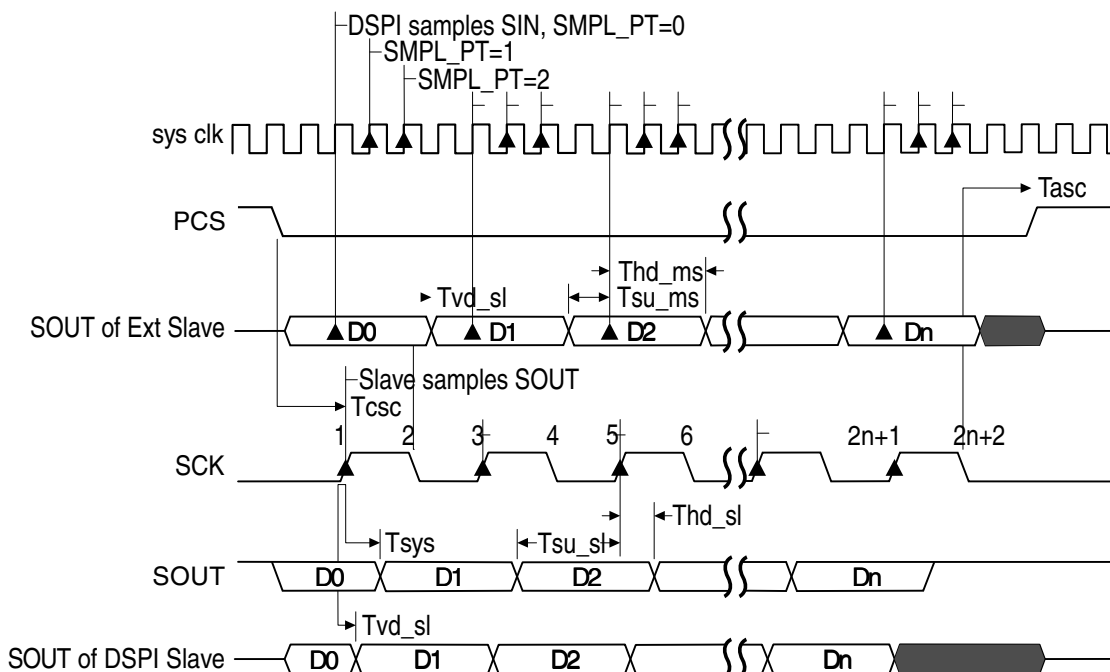 DSPI samples SIN, SMPL_PT=0
SMPL_PT=1
SMPL_PT=2
sys clk
Tasc
PCS
Thd_ms
Tvd_sl
Tsu_ms
SOUT of Ext Slave
D0
D1
D2
Dn
Slave samples SOUT
Tcsc
1
2
3
4
5
6
2n+1
2n+2
SCK
Thd_sl
Tsys
Tsu_sl
SOUT
D0
D1
D2
Dn
Tvd_sl
SOUT of DSPI Slave
D0
D1
D2
Dn